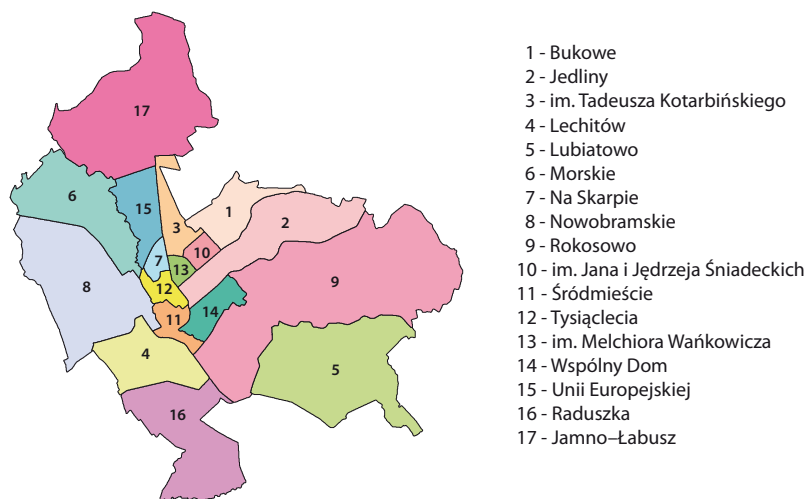 17
6
15
3
1
2
7
10
13
9
8
12
11
14
4
5
16
1 - Bukowe
2 - Jedliny
3 - im. Tadeusza Kotarbińskiego
4 - Lechitów
5 - Lubiatowo
6 - Morskie
7 - Na Skarpie
8 - Nowobramskie
9 - Rokosowo
10 - im. Jana i Jędrzeja Śniadeckich
11 - Śródmieście
12 - Tysiąclecia
13 - im. Melchiora Wańkowicza
14 - Wspólny Dom
15 - Unii Europejskiej
16 - Raduszka
17 - Jamno–Łabusz